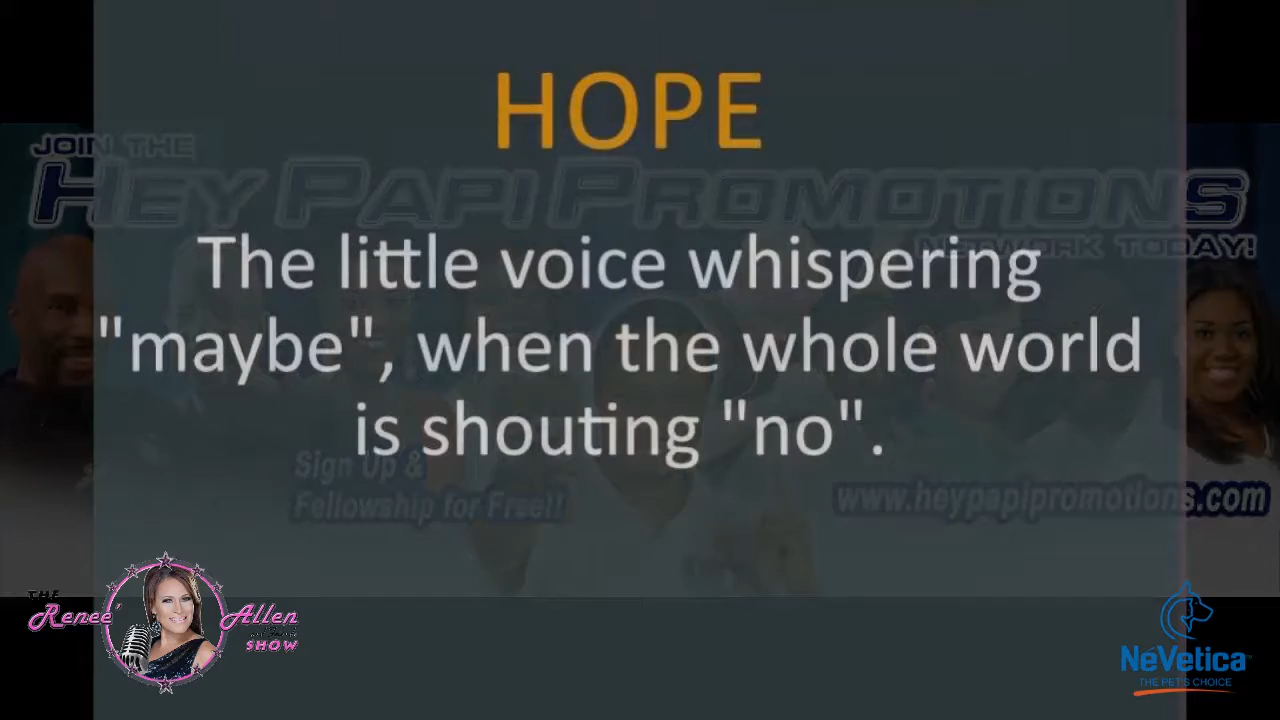 HOPE
JOIN THE
HEY PAPI PROMOTIONS
NETWORK TODAY!
The little voice whispering
"maybe", when the whole world
is shouting "no".
Sign Up &
Fellowship for Free!!
www.heypapipromotions.com
THE
Renee' Allen
SHOW
NéVetica
THE PET'S CHOICE